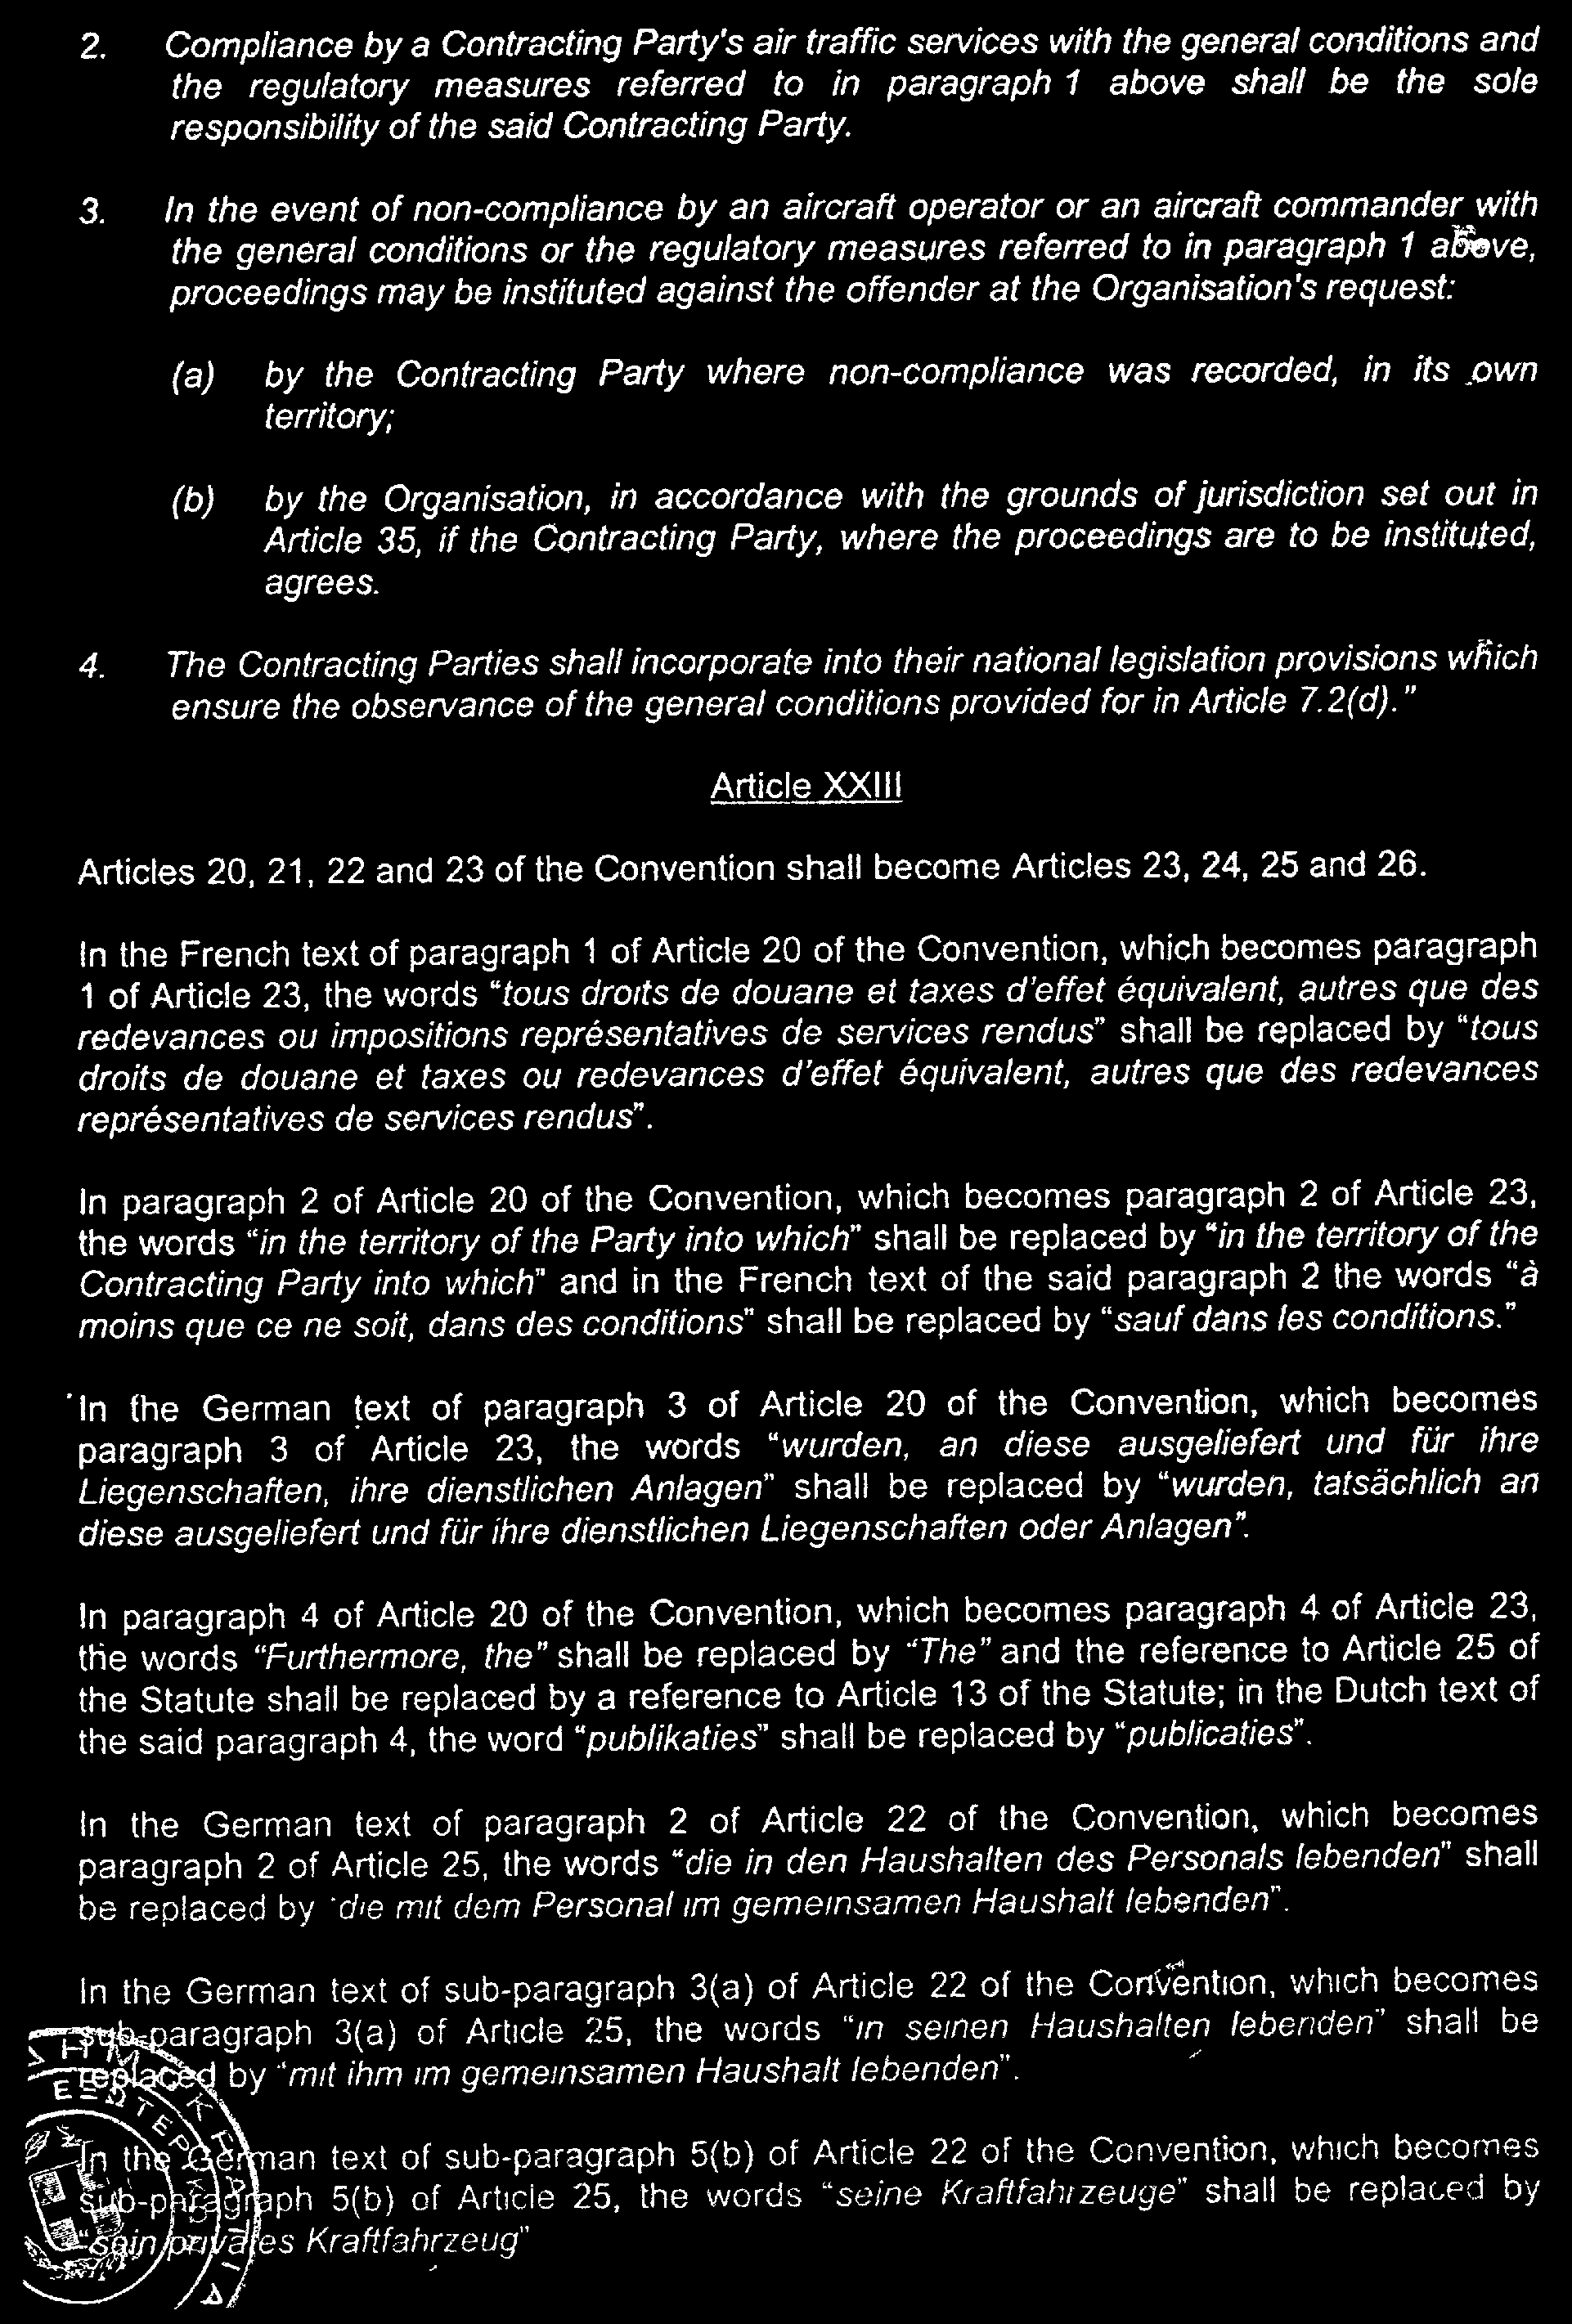 2. Compliance by a Contracting Party's air traffic services with the general conditions and
the regulatory measures referred to in paragraph 1 above shall be the sole
responsibility of the said Contracting Party.
3. In the event of non-compliance by an aircraft operator or an aircraft commander with
the general conditions or the regulatory measures referred to in paragraph 1 above,
proceedings may be instituted against the offender at the Organisation's request:
(a) by the Contracting Party where non-compliance was recorded, in its own
territory;
(b) by the Organisation, in accordance with the grounds of jurisdiction set out in
Article 35, if the Contracting Party, where the proceedings are to be instituted,
agrees.
4. The Contracting Parties shall incorporate into their national legislation provisions which
ensure the observance of the general conditions provided for in Article 7.2(d)."
Article XXIII
Articles 20, 21, 22 and 23 of the Convention shall become Articles 23, 24, 25 and 26.
In the French text of paragraph 1 of Article 20 of the Convention, which becomes paragraph
1 of Article 23, the words “tous droits de douane et taxes d'effet équivalent, autres que des
redevances ou impositions représentatives de services rendus” shall be replaced by “tous
droits de douane et taxes ou redevances d'effet équivalent, autres que des redevances
représentatives de services rendus”.
In paragraph 2 of Article 20 of the Convention, which becomes paragraph 2 of Article 23,
the words “in the territory of the Party into which” shall be replaced by “in the territory of the
Contracting Party into which” and in the French text of the said paragraph 2 the words “à
moins que ce ne soit, dans des conditions” shall be replaced by “sauf dans les conditions.”
In the German text of paragraph 3 of Article 20 of the Convention, which becomes
paragraph 3 of Article 23, the words “wurden, an diese ausgeliefert und für ihre
Liegenschaften, ihre dienstlichen Anlagen” shall be replaced by “wurden, tatsächlich an
diese ausgeliefert und für ihre dienstlichen Liegenschaften oder Anlagen”.
In paragraph 4 of Article 20 of the Convention, which becomes paragraph 4 of Article 23,
the words “Furthermore, the” shall be replaced by “The” and the reference to Article 25 of
the Statute shall be replaced by a reference to Article 13 of the Statute; in the Dutch text of
the said paragraph 4, the word “publikaties” shall be replaced by “publicaties”.
In the German text of paragraph 2 of Article 22 of the Convention, which becomes
paragraph 2 of Article 25, the words “die in den Haushalten des Personals lebenden” shall
be replaced by “die mit dem Personal im gemeinsamen Haushalt lebenden”.
In the German text of sub-paragraph 3(a) of Article 22 of the Convention, which becomes
sub-paragraph 3(a) of Article 25, the words “in seinen Haushalten lebenden” shall be
replaced by “mit ihm im gemeinsamen Haushalt lebenden”.
In the German text of sub-paragraph 5(b) of Article 22 of the Convention, which becomes
sub-paragraph 5(b) of Article 25, the words “seine Kraftfahrzeuge” shall be replaced by
“sein privates Kraftfahrzeug”